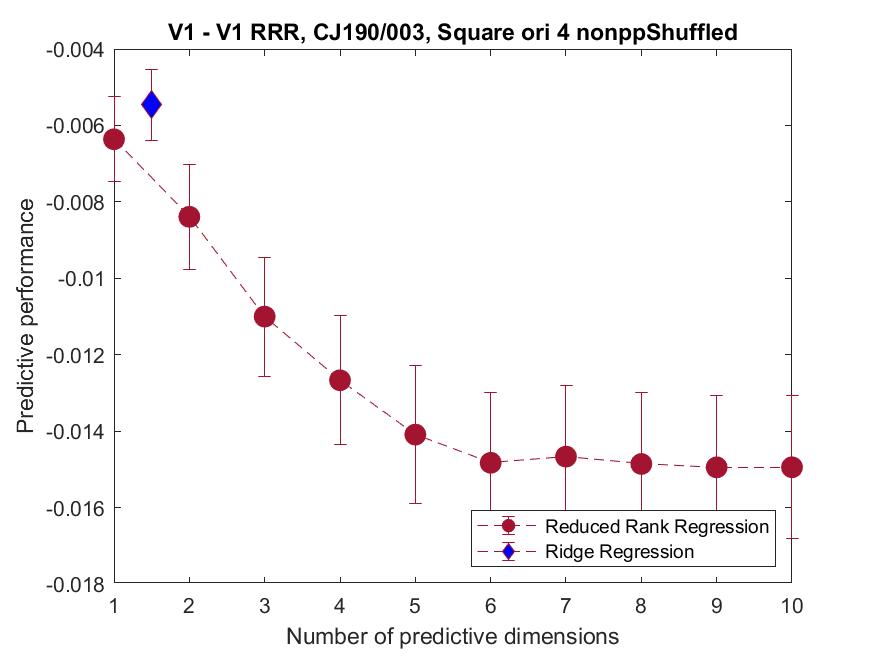 V1 - V1 RRR, CJ190/003, Square ori 4 nonppShuffled
-0.004
-0.006
-0.008
-0.01
-0.012
-0.014
-0.016
-0.018
Predictive performance
Reduced Rank Regression
Ridge Regression
1 2 3 4 5 6 7 8 9 10
Number of predictive dimensions